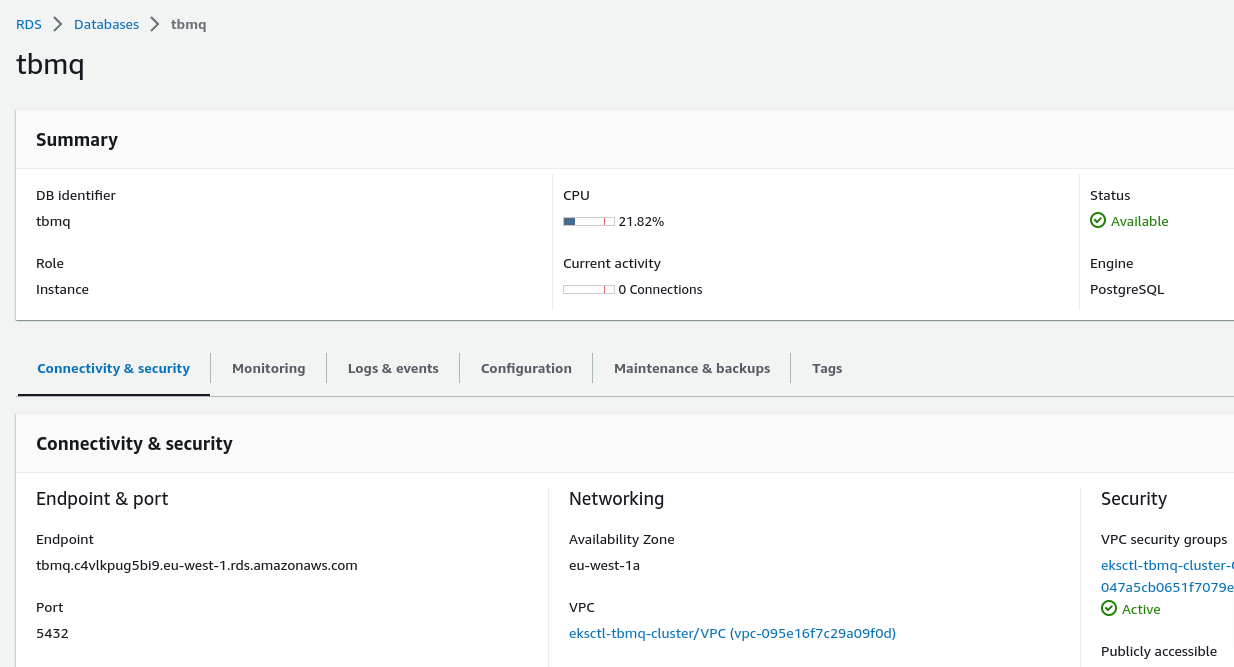 RDS > Databases > tbmq
tbmq
Summary
DB identifier
tbmq
CPU
21.82%
Status
Available
Role
Instance
Current activity
0 Connections
Engine
PostgreSQL
Connectivity & security
Monitoring
Logs & events
Configuration
Maintenance & backups
Tags
Connectivity & security
Endpoint & port
Endpoint
tbmq.c4vlkpug5bi9.eu-west-1.rds.amazonaws.com
Port
5432
Networking
Availability Zone
eu-west-1a
VPC
eksctl-tbmq-cluster/VPC (vpc-095e16f7c29a09f0d)
Security
VPC security groups
eksctl-tbmq-cluster-
047a5cb0651f7079e
Active
Publicly accessible